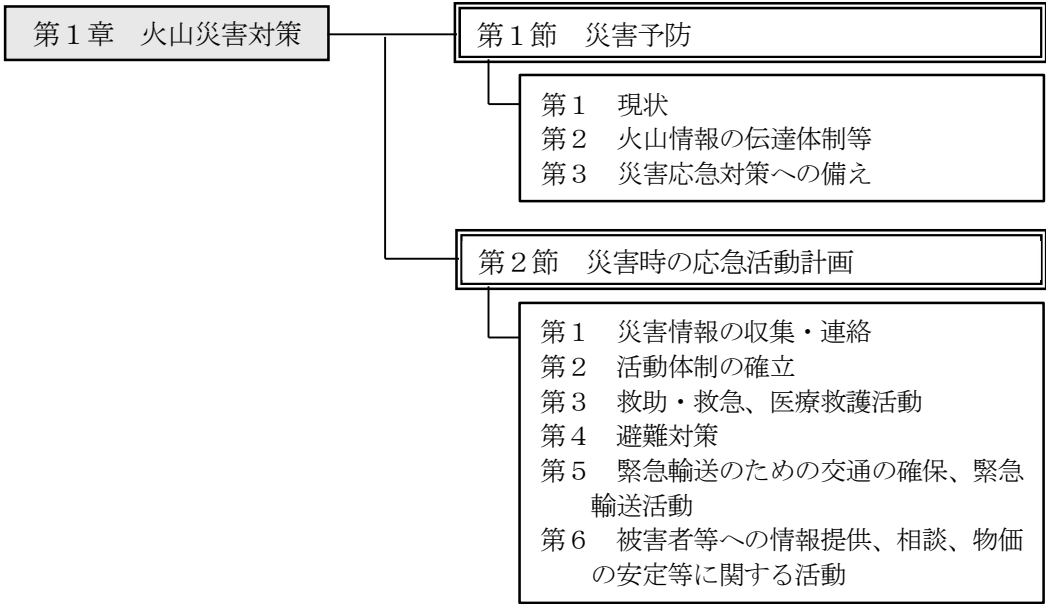 第１章　火山災害対策
第１節　災害予防
第１　現状
第２　火山情報の伝達体制等
第３　災害応急対策への備え
第２節　災害時の応急活動計画
第１　災害情報の収集・連絡
第２　活動体制の確立
第３　救助・救急、医療救護活動
第４　避難対策
第５　緊急輸送のための交通の確保、緊急
輸送活動
第６　被害者等への情報提供、相談、物価
の安定等に関する活動